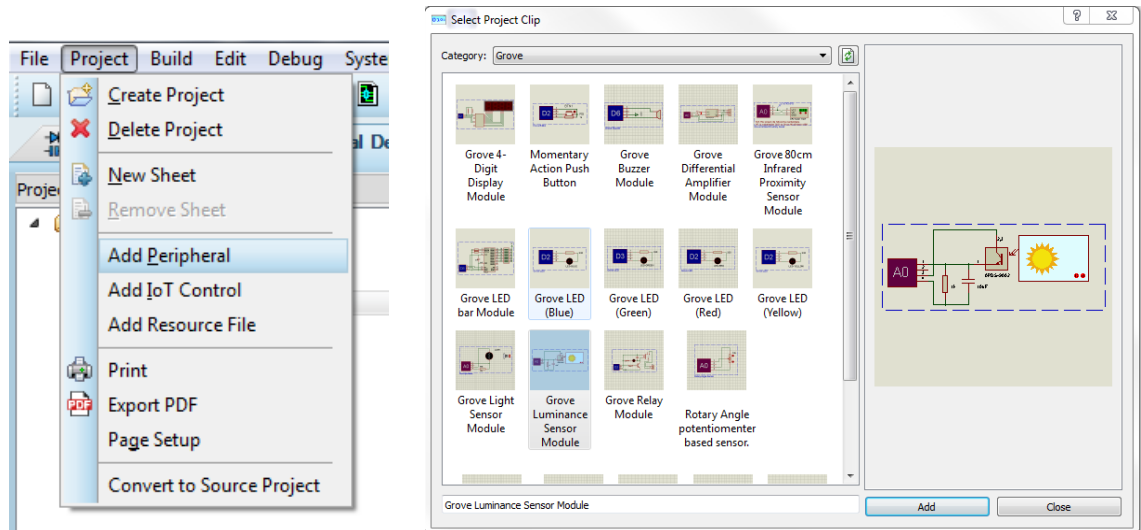 File Project Build Edit Debug Syste
Create Project
Delete Project
al De
Proje
New Sheet
Remove Sheet
Add Peripheral
Add IoT Control
Add Resource File
Print
Export PDF
Page Setup
Convert to Source Project
Select Project Clip
Category: Grove
Grove 4-
Digit
Display
Module
Momentary
Action Push
Button
Grove
Buzzer
Module
Grove
Differential
Amplifier
Module
Grove 80cm
Infrared
Proximity
Sensor
Module
Grove LED
bar Module
Grove LED
(Blue)
Grove LED
(Green)
Grove LED
(Red)
Grove LED
(Yellow)
Grove Light
Sensor
Module
Grove
Luminance
Sensor
Module
Grove Relay
Module
Rotary Angle
potentiomenter
based sensor.
A0
Grove Luminance Sensor Module
Add
Close